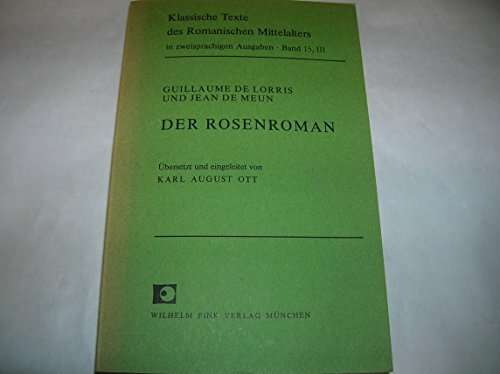 Klassische Texte
des Romanischen Mittelalters
in zweisprachigen Ausgaben · Band 15, III
GUILLAUME DE LORRIS
UND JEAN DE MEUN
DER ROSENROMAN
Übersetzt und eingeleitet von
KARL AUGUST OTT
WILHELM FINK VERLAG MÜNCHEN